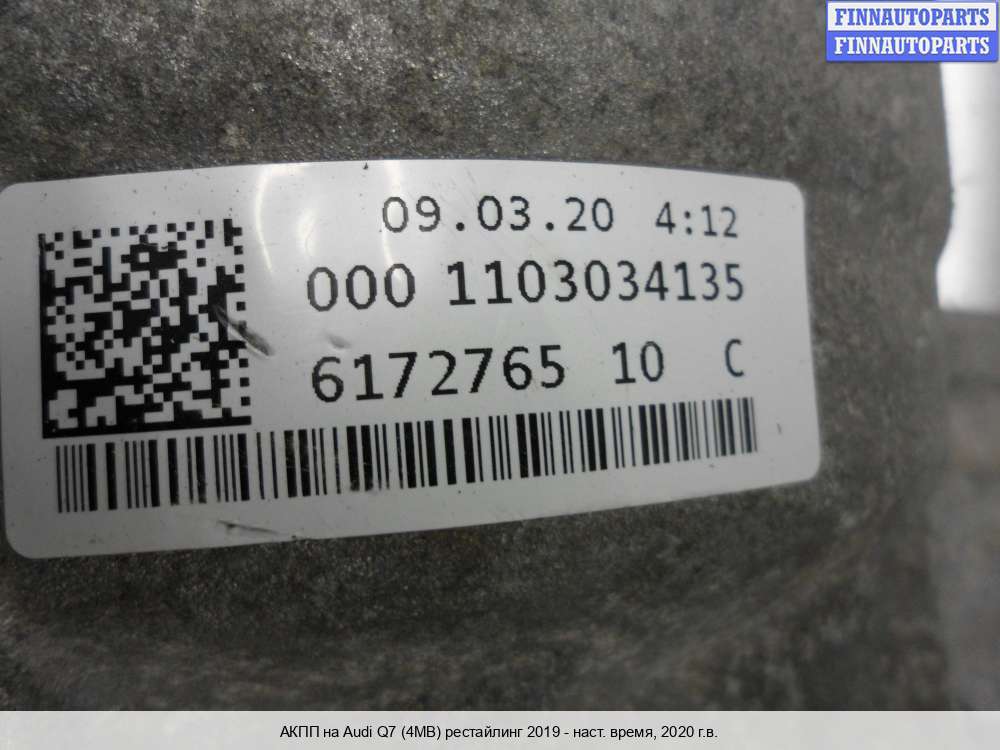 FINNAUTOPARTS
FINNAUTOPARTS
09.03.20 4:12
000 1103034135
6172765 10 C
АКПП на Audi Q7 (4MB) рестайлинг 2019 - наст. время, 2020 г.в.